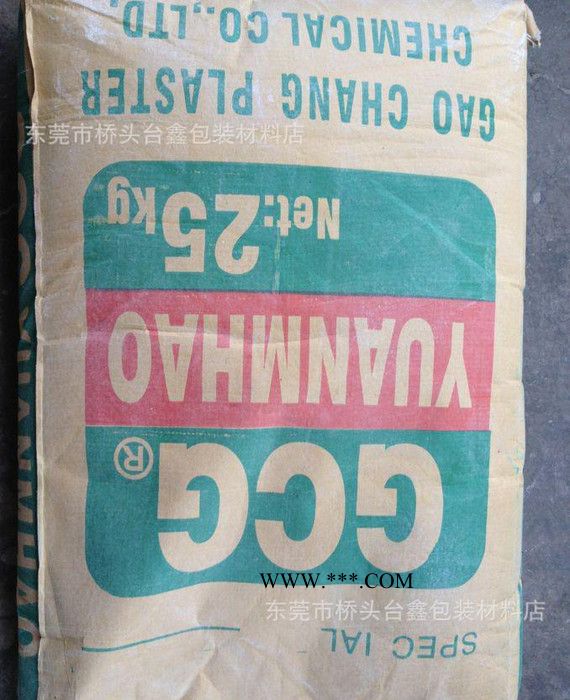 SPEC IAL
GCG®
YUANMHAO
Net:25kg
GAO CHANG PLASTER
CHEMICAL CO.,LTD.
东莞市桥头台鑫包装材料店
WWW.***.COM
东莞市桥头台鑫包装材料店